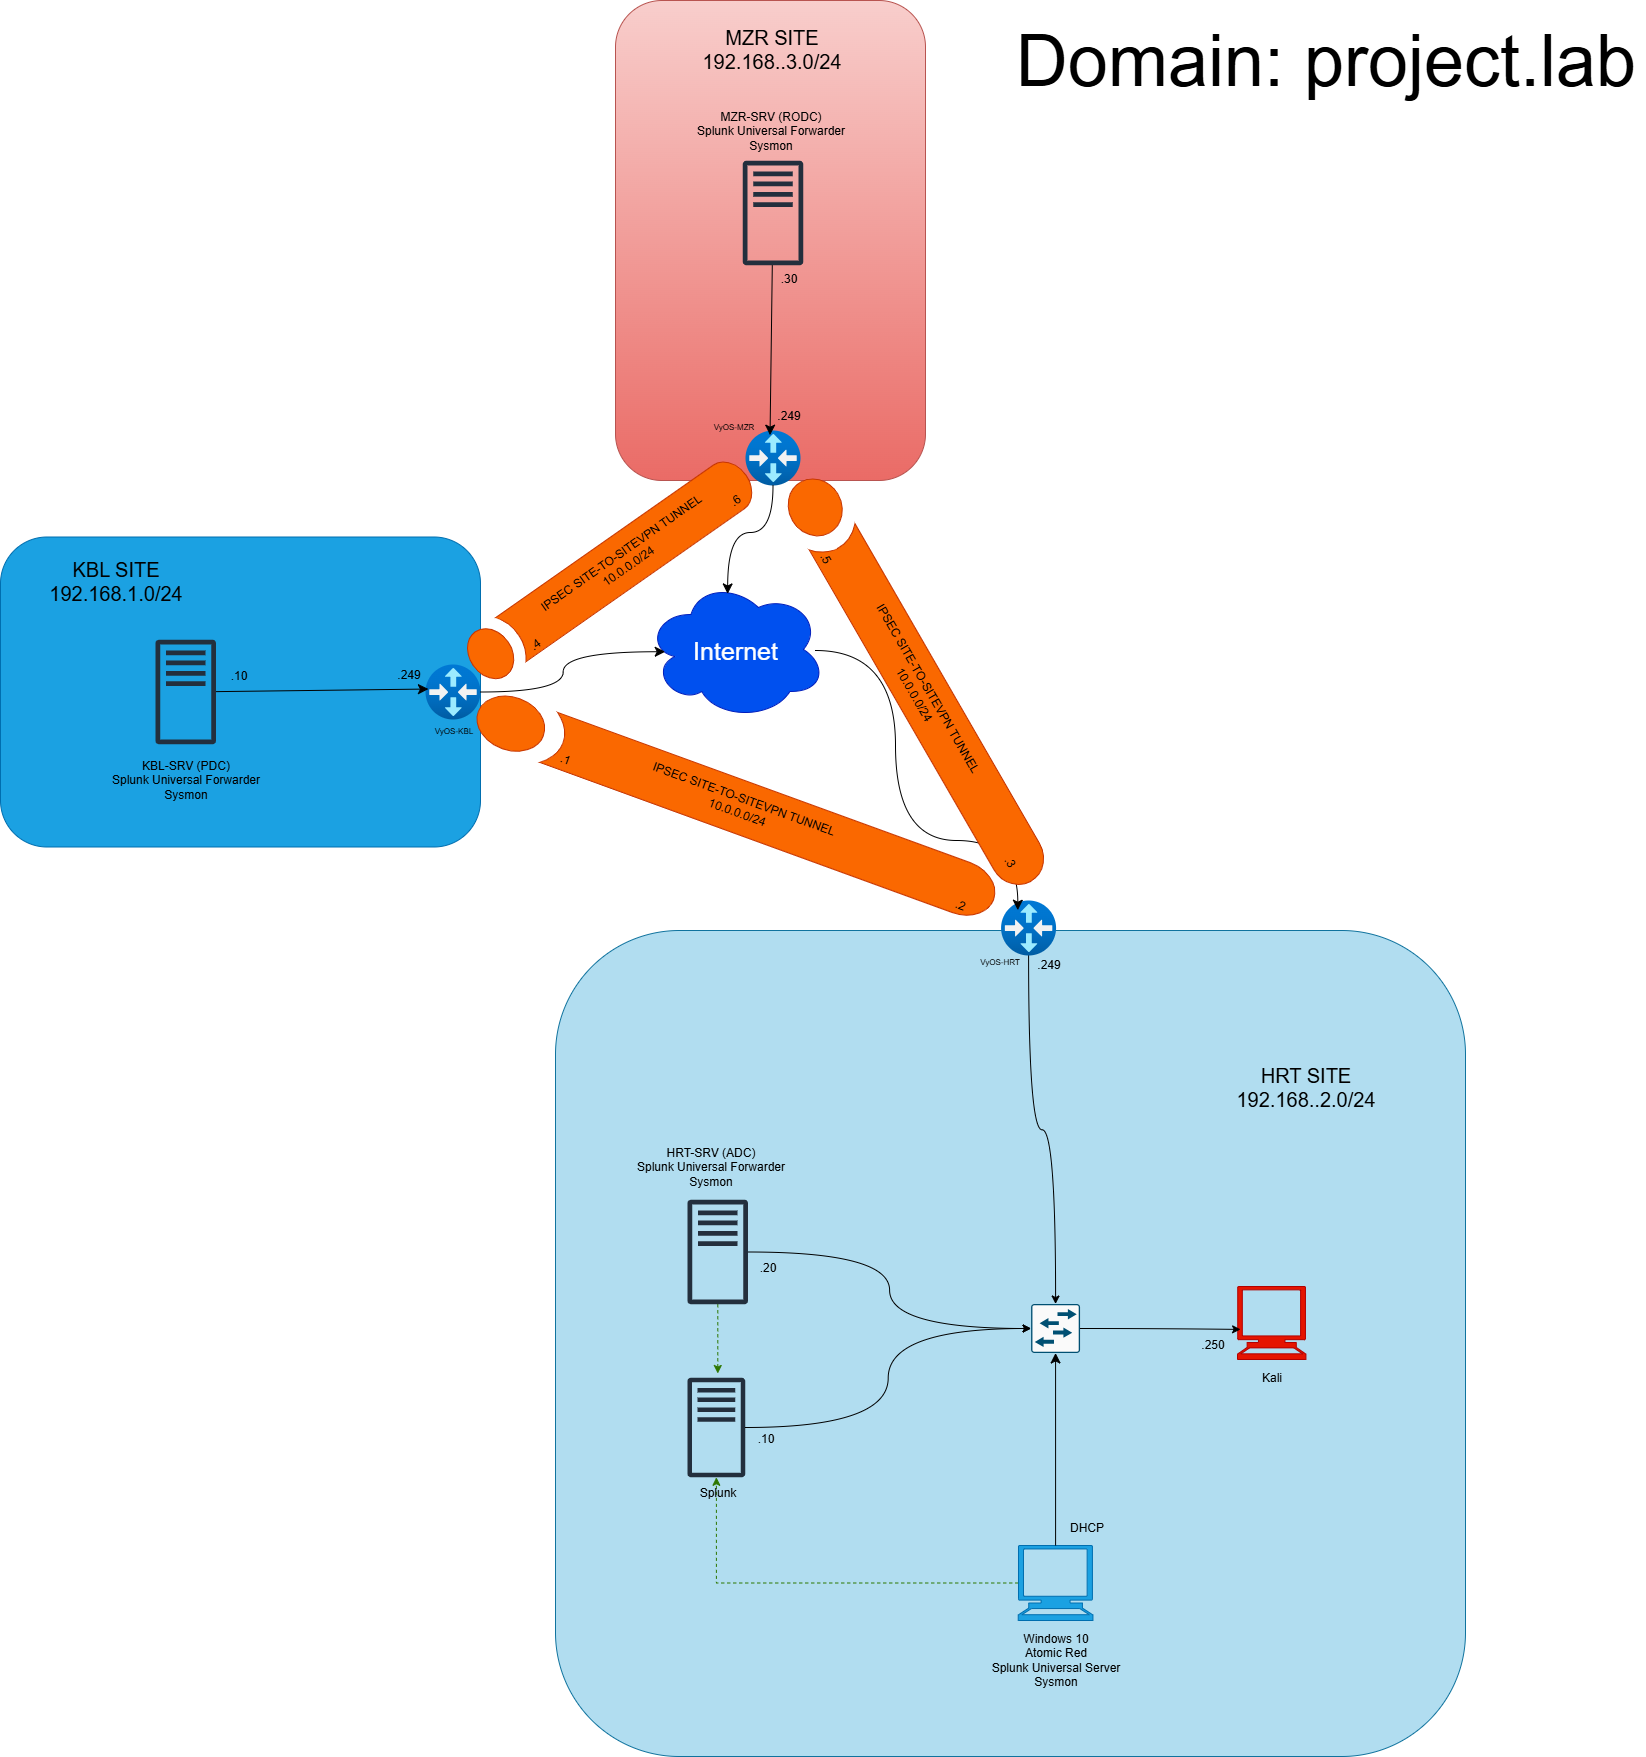 Domain: project.lab
MZR SITE
192.168..3.0/24
MZR-SRV (RODC)
Splunk Universal Forwarder
Sysmon
.30
.249
VyOS-MZR
.6
IPSEC SITE-TO-SITEVPN TUNNEL
10.0.0.0/24
.4
.5
IPSEC SITE-TO-SITEVPN TUNNEL
10.0.0.0/24
.3
KBL SITE
192.168.1.0/24
.10
.249
VyOS-KBL
KBL-SRV (PDC)
Splunk Universal Forwarder
Sysmon
Internet
.1
IPSEC SITE-TO-SITEVPN TUNNEL
10.0.0.0/24
.2
VyOS-HRT
.249
HRT SITE
192.168..2.0/24
HRT-SRV (ADC)
Splunk Universal Forwarder
Sysmon
.20
.250
Kali
.10
Splunk
DHCP
Windows 10
Atomic Red
Splunk Universal Server
Sysmon